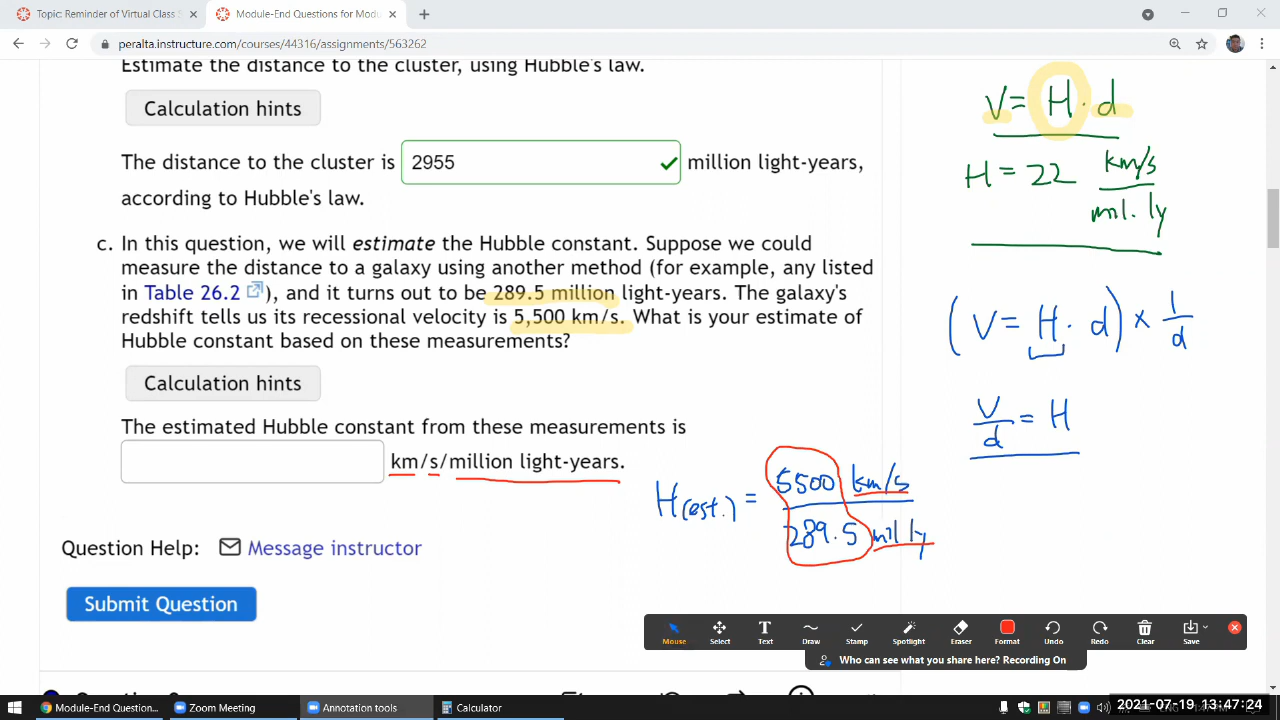 Topic: Reminder of Virtual Class S
Module-End Questions for Modu
peralta.instructure.com/courses/44316/assignments/563262
Estimate the distance to the cluster, using Hubble's law.
Calculation hints
The distance to the cluster is 2955 million light-years,
according to Hubble's law.
c. In this question, we will estimate the Hubble constant. Suppose we could
measure the distance to a galaxy using another method (for example, any listed
in Table 26.2), and it turns out to be 289.5 million light-years. The galaxy's
redshift tells us its recessional velocity is 5,500 km/s. What is your estimate of
Hubble constant based on these measurements?
Calculation hints
The estimated Hubble constant from these measurements is
km/s/million light-years.
Question Help: Message instructor
Submit Question
V = H · d
H = 22 km/s
mil. ly
(V = H · d) × 1
d
V
d = H
H(est.) = 5500 km/s
289.5 mil ly
Mouse Select Text Draw Stamp Spotlight Eraser Format Undo Redo Clear Save
Who can see what you share here? Recording On
Module-End Question... Zoom Meeting Annotation tools Calculator
2021-07-19 13:47:24